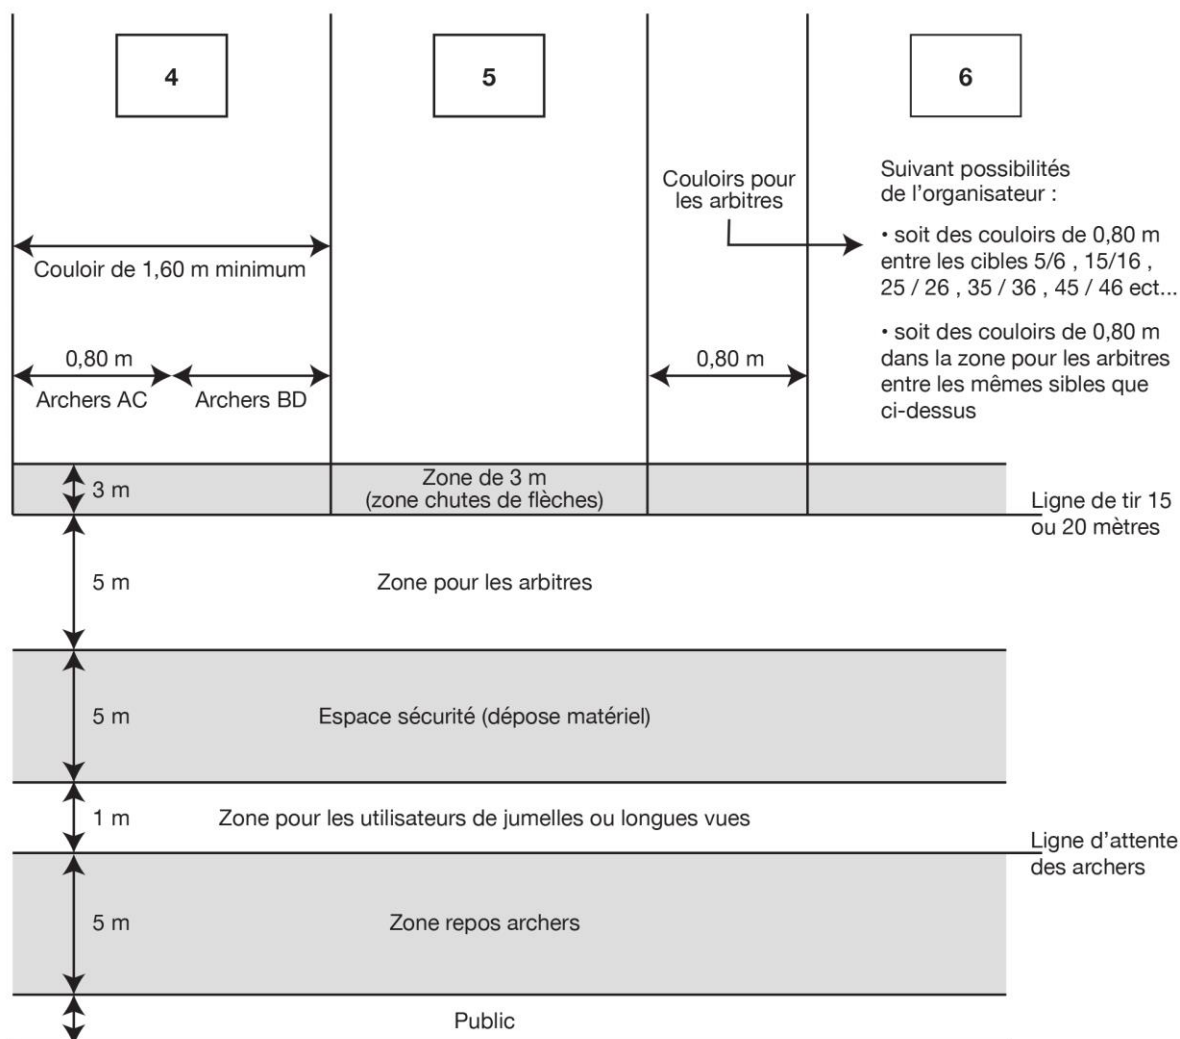 4
5
6
Couloirs pour
les arbitres
Suivant possibilités
de l'organisateur :
• soit des couloirs de 0,80 m
entre les cibles 5/6 , 15/16 ,
25 / 26 , 35 / 36 , 45 / 46 ect...
• soit des couloirs de 0,80 m
dans la zone pour les arbitres
entre les mêmes sibles que
ci-dessus
Couloir de 1,60 m minimum
0,80 m
Archers AC
Archers BD
0,80 m
3 m
Zone de 3 m
(zone chutes de flèches)
Ligne de tir 15
ou 20 mètres
5 m
Zone pour les arbitres
5 m
Espace sécurité (dépose matériel)
1 m
Zone pour les utilisateurs de jumelles ou longues vues
Ligne d'attente
des archers
5 m
Zone repos archers
Public